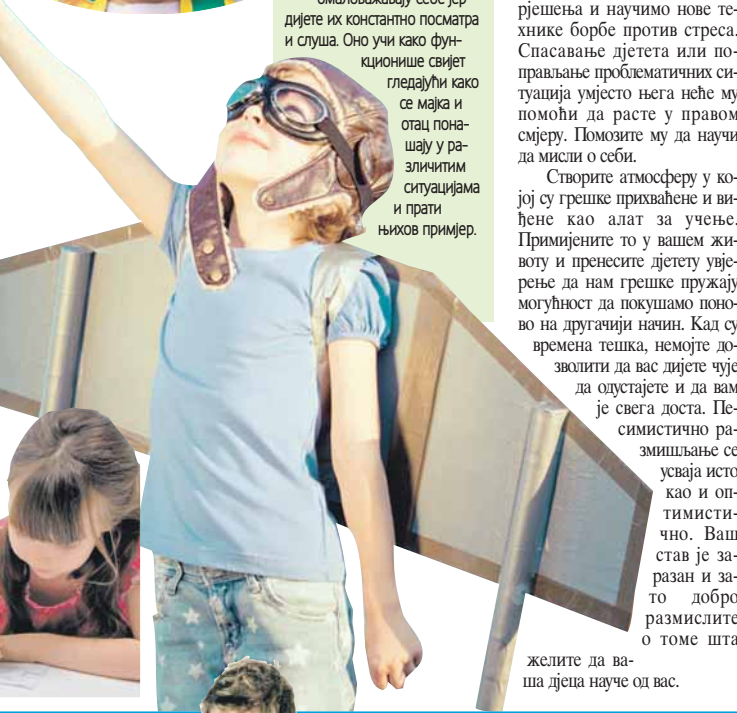 омаловажавају себе јер
дијете их константно посматра
и слуша. Оно учи како фун-
кционише свијет
гледајући како
се мајка и
отац пона-
шају у ра-
зличитим
ситуацијама
и прати
њихов примјер.
рјешења и научимо нове те-
хнике борбе против стреса.
Спасавање дјетета или по-
прављање проблематичних си-
туација умјесто њега неће му
помоћи да расте у правом
смјеру. Помозите му да научи
да мисли о себи.
Створите атмосферу у ко-
јој су грешке прихваћене и ви-
ђене као алат за учење.
Примијените то у вашем жи-
воту и пренесите дјетету увје-
рење да нам грешке пружају
могућност да покушамо поно-
во на другачији начин. Кад су
времена тешка, немојте до-
зволити да вас дијете чује
да одустајете и да вам
је свега доста. Пе-
симистично ра-
змишљање се
усваја исто
као и оп-
тимисти-
чно. Ваш
став је за-
разан и за-
то добро
размислите
о томе шта
желите да ва-
ша дјеца науче од вас.